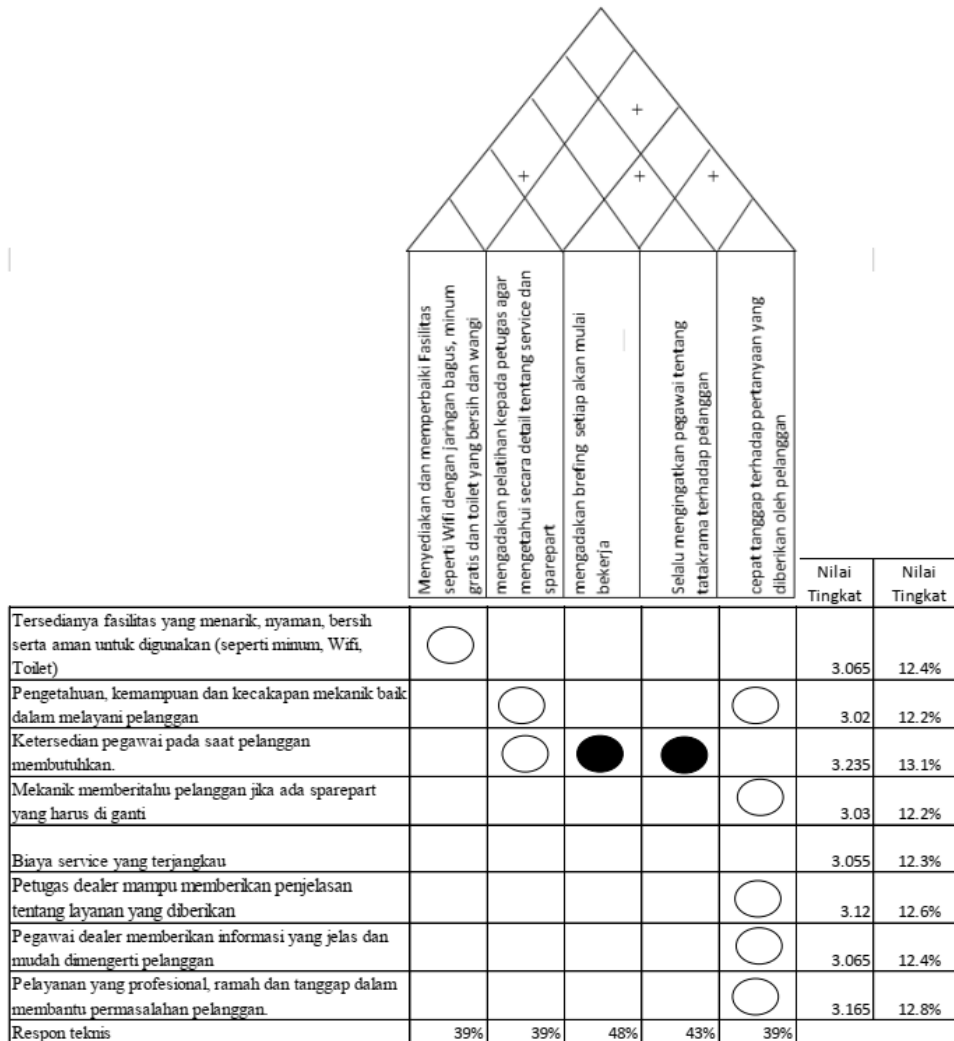 +
+
+
+
Menyediakan dan memperbaiki Fasilitas
seperti Wifi dengan jaringan bagus, minum
gratis dan toilet yang bersih dan wangi
mengadakan pelatihan kepada petugas agar
mengetahui secara detail tentang service dan
sparepart
mengadakan brefing setiap akan mulai
bekerja
Selalu mengingatkan pegawai tentang
tatakrama terhadap pelanggan
cepat tanggap terhadap pertanyaan yang
diberikan oleh pelanggan
Nilai
Tingkat
Nilai
Tingkat
Tersedianya fasilitas yang menarik, nyaman, bersih
serta aman untuk digunakan (seperti minum, Wifi,
Toilet)
3.065
12.4%
Pengetahuan, kemampuan dan kecakapan mekanik baik
dalam melayani pelanggan
3.02
12.2%
Ketersedian pegawai pada saat pelanggan
membutuhkan.
3.235
13.1%
Mekanik memberitahu pelanggan jika ada sparepart
yang harus di ganti
3.03
12.2%
Biaya service yang terjangkau
3.055
12.3%
Petugas dealer mampu memberikan penjelasan
tentang layanan yang diberikan
3.12
12.6%
Pegawai dealer memberikan informasi yang jelas dan
mudah dimengerti pelanggan
3.065
12.4%
Pelayanan yang profesional, ramah dan tanggap dalam
membantu permasalahan pelanggan.
3.165
12.8%
Respon teknis
39%
39%
48%
43%
39%